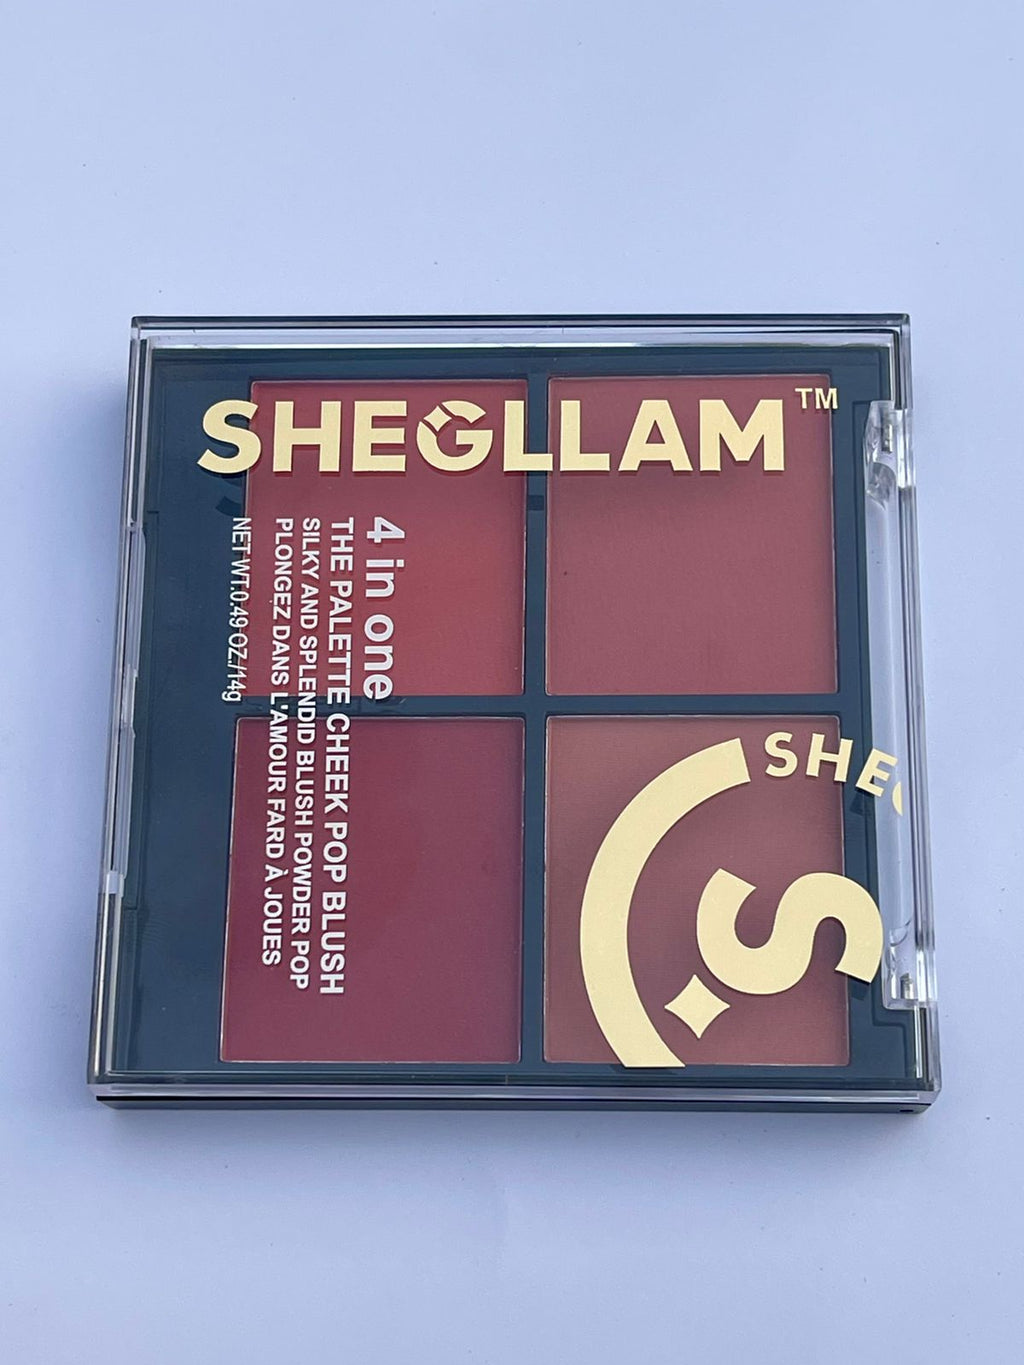 SHEGLLAM™
4 in one
THE PALETTE CHEEK POP BLUSH
SILKY AND SPLENDID BLUSH POWDER POP
PLONGEZ DANS L'AMOUR FARD À JOUES
NET WT.0.49 OZ./14g
SHEG
S